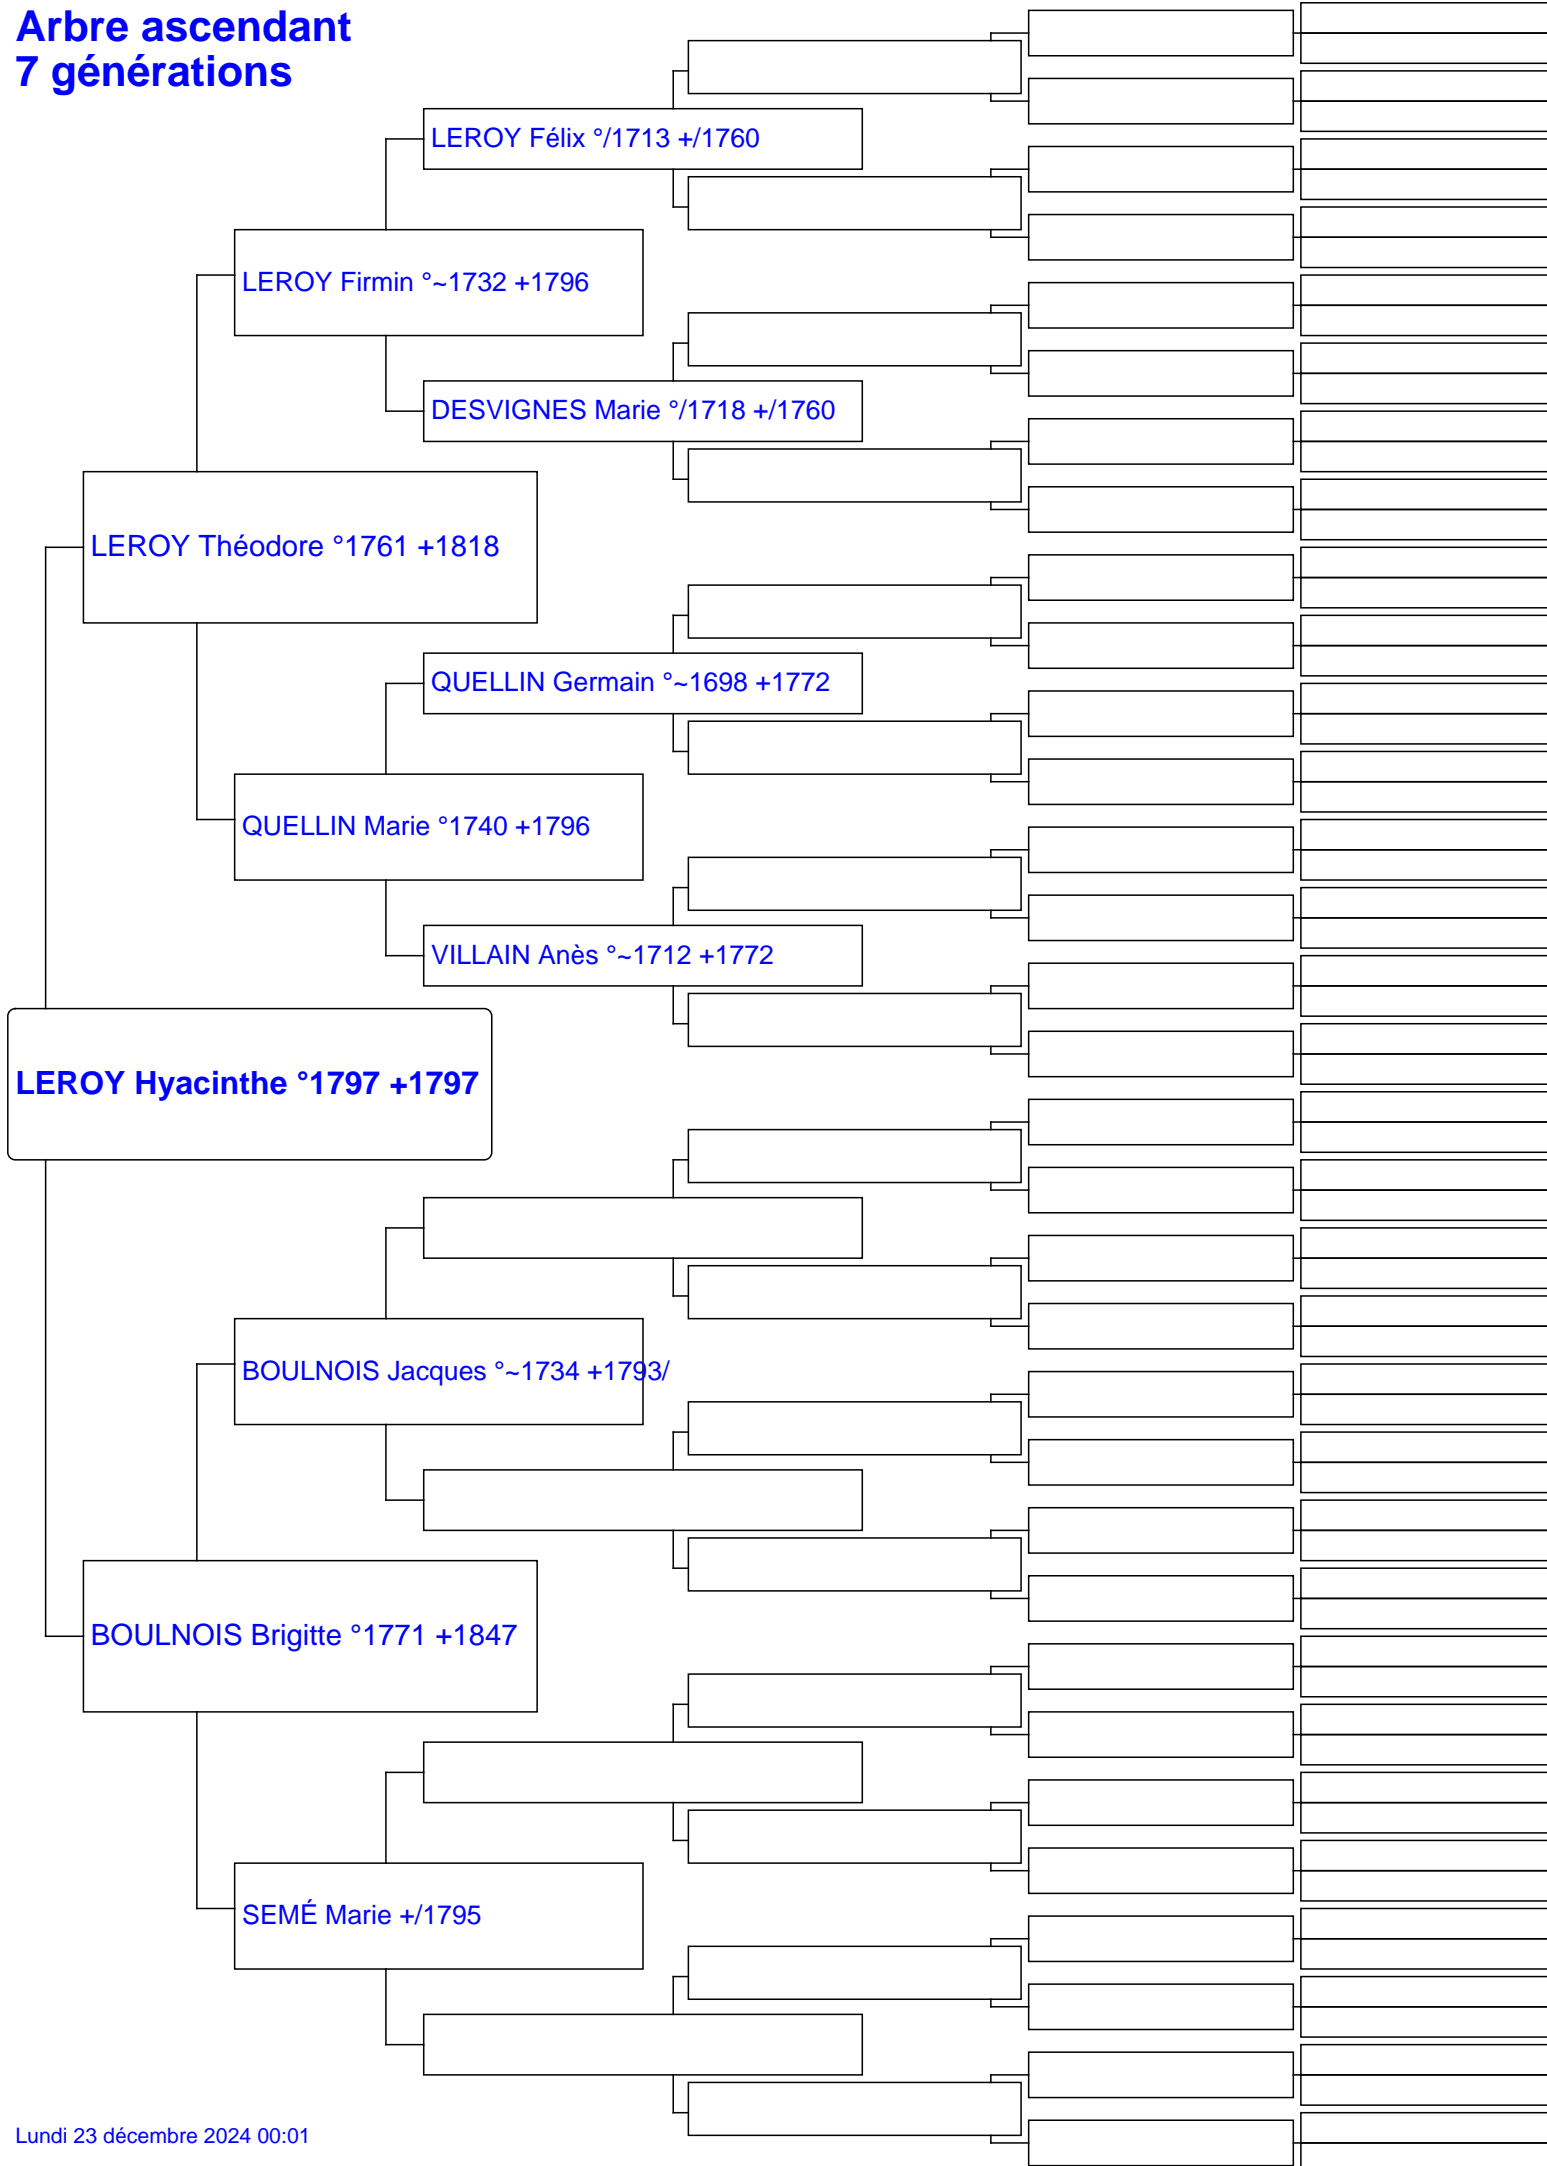 Arbre ascendant
7 générations
LEROY Félix °/1713 +/1760
LEROY Firmin °~1732 +1796
DESVIGNES Marie °/1718 +/1760
LEROY Théodore °1761 +1818
QUELLIN Germain °~1698 +1772
QUELLIN Marie °1740 +1796
VILLAIN Anès °~1712 +1772
LEROY Hyacinthe °1797 +1797
BOULNOIS Jacques °~1734 +1793/
BOULNOIS Brigitte °1771 +1847
SEMÉ Marie +/1795
Lundi 23 décembre 2024 00:01